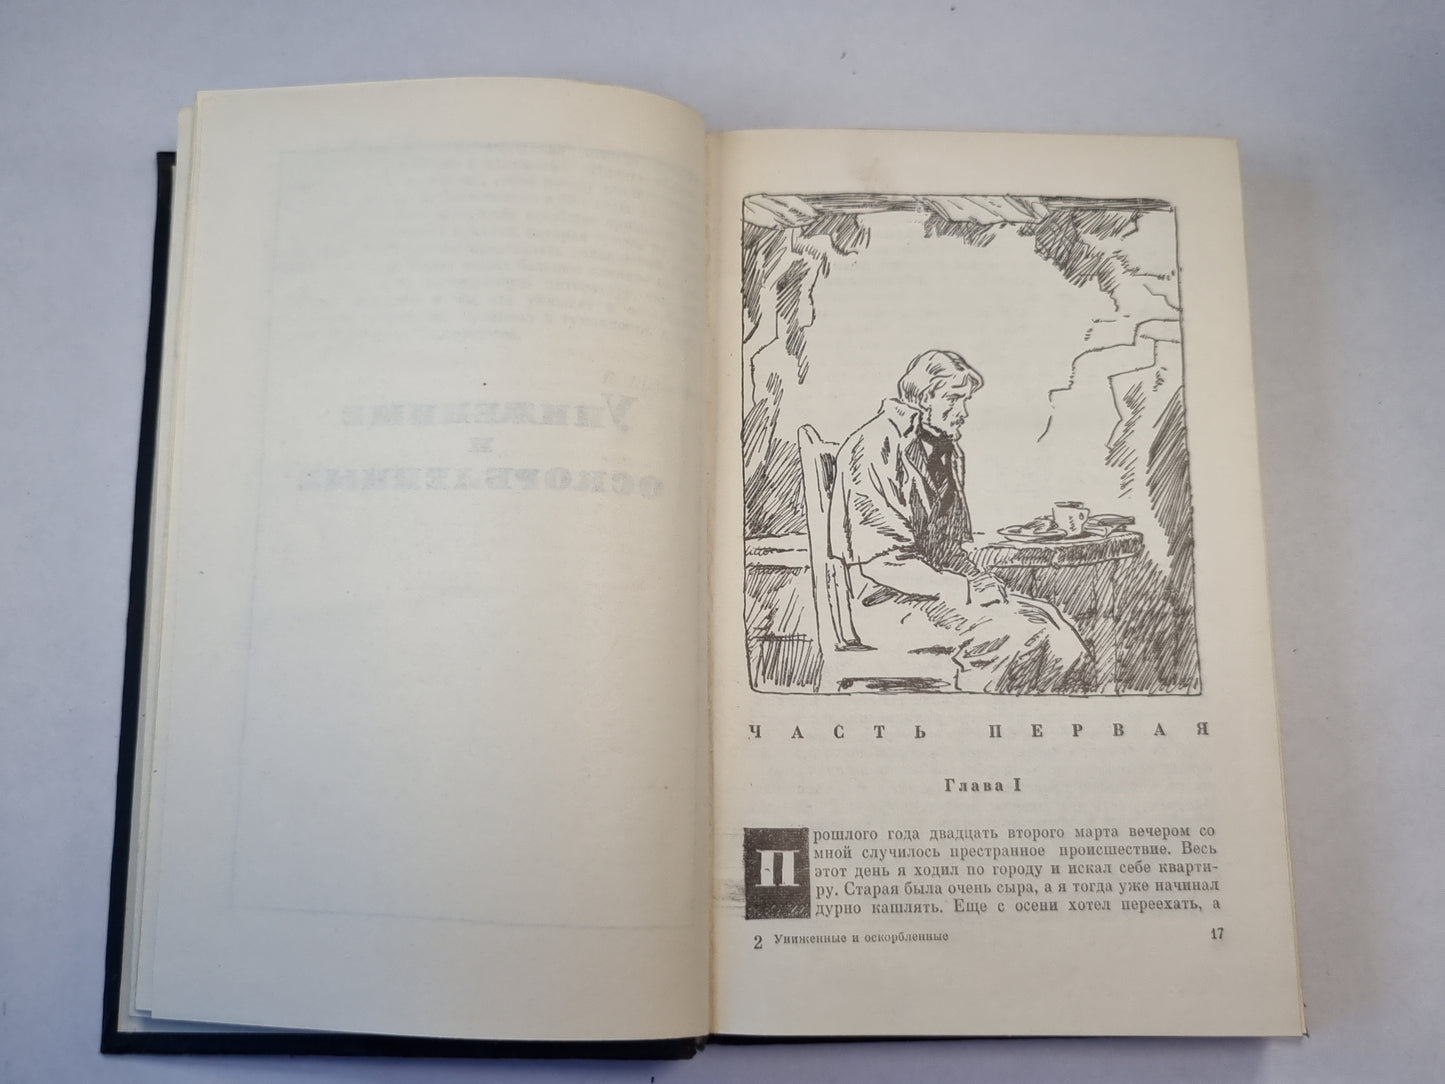 ЧАСТЬ ПЕРВАЯ
Глава I
Прошлого года двадцать второго марта вечером со
мной случилось престранное происшествие. Весь
этот день я ходил по городу и искал себе кварти-
ру. Старая была очень сыра, а я тогда уже начинал
дурно кашлять. Еще с осени хотел переехать, а
2 Униженные и оскорбленные 17